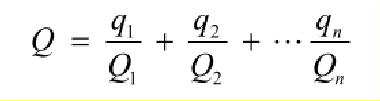 Q = q₁/Q₁ + q₂/Q₂ + ⋯ qₙ/Qₙ